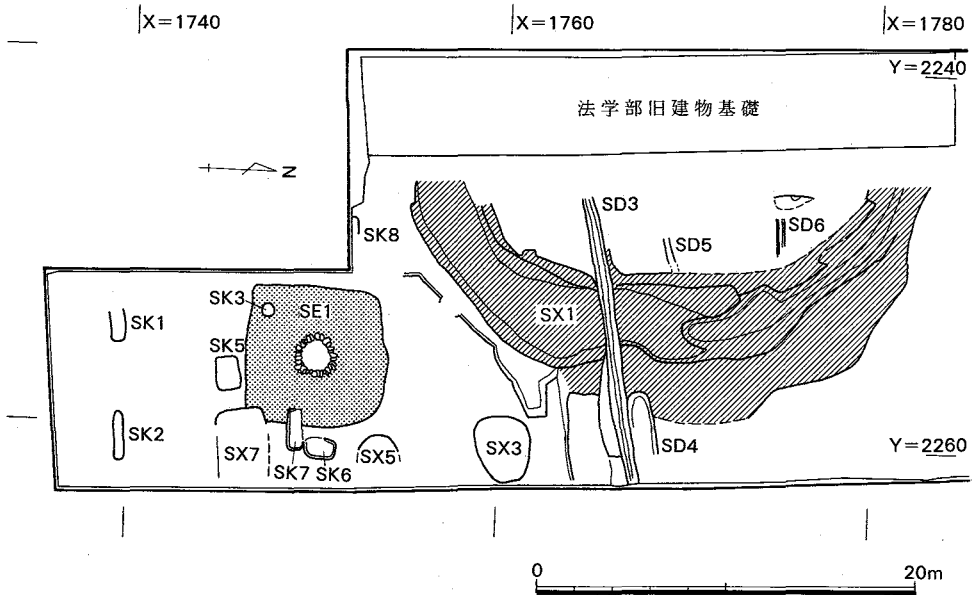 X=1740
X=1760
X=1780
Y=2240
法学部旧建物基礎
N
SD3
SD6
SK8
SD5
SK3
SE1
SX1
SK1
SK5
SK2
SX7
SK7
SK6
SX5
SX3
SD4
Y=2260
0
20m